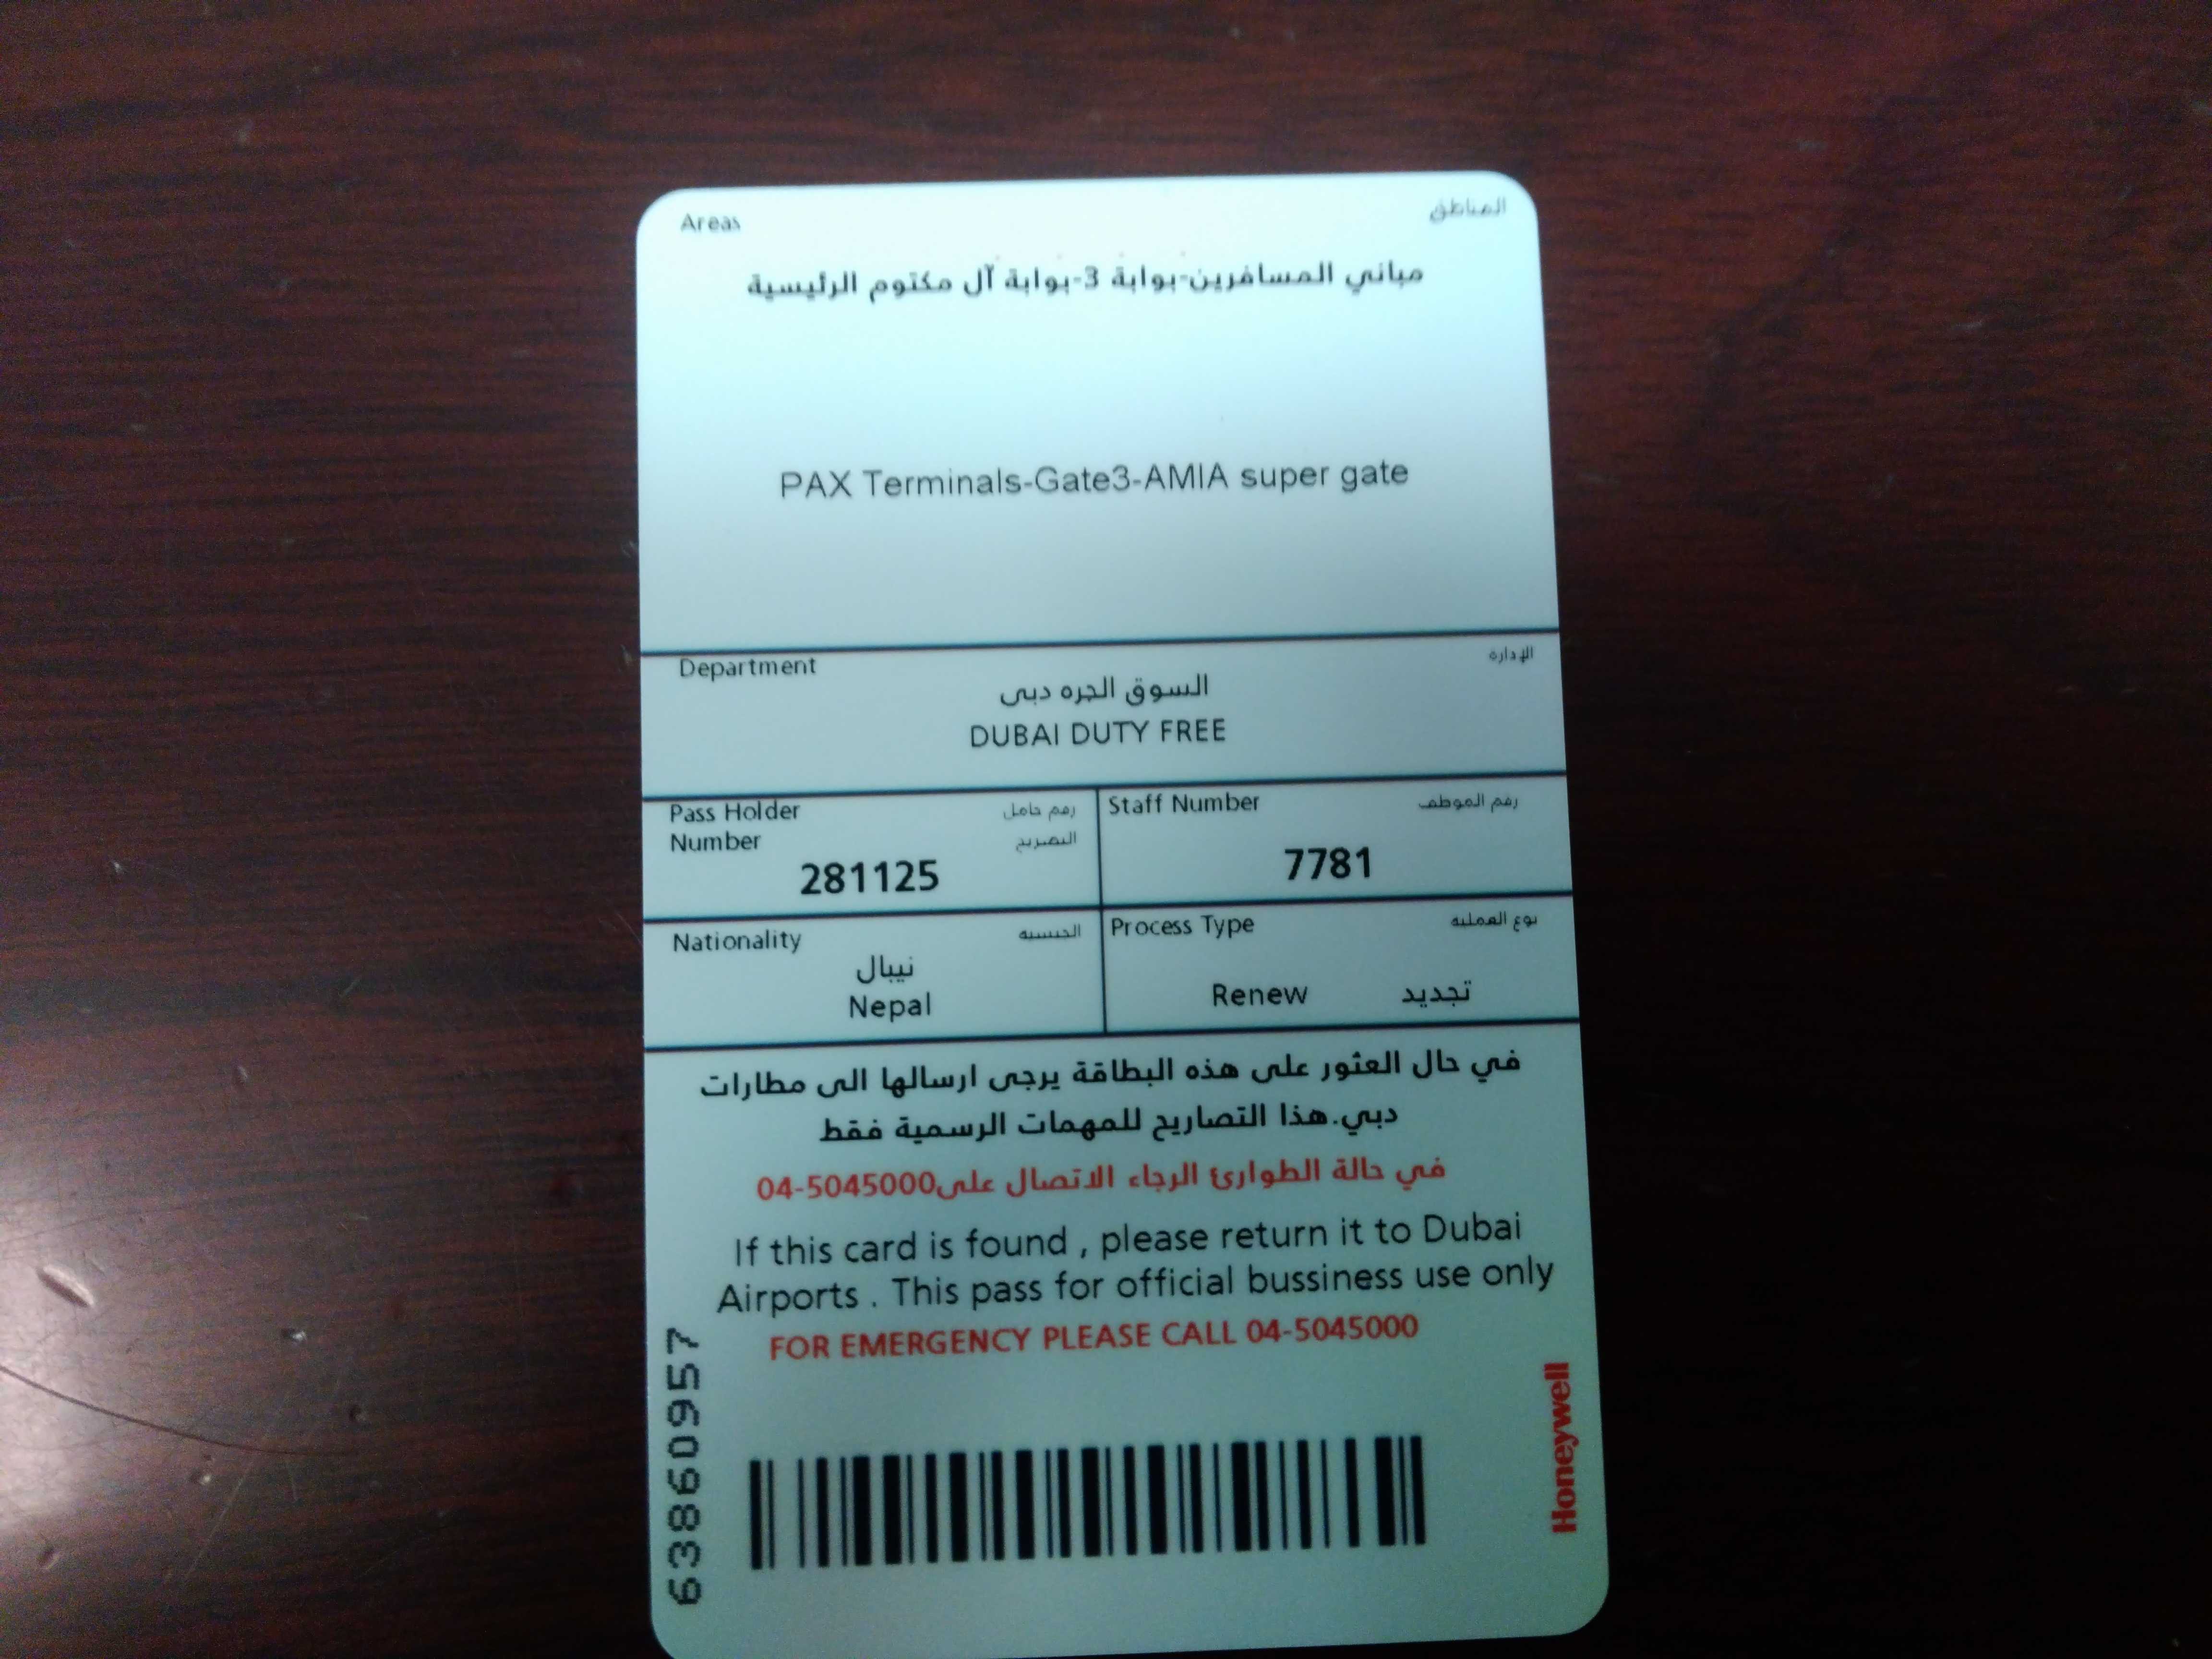 Areas المناطق
مباني المسافرين-بوابة 3-بوابة آل مكتوم الرئيسية
PAX Terminals-Gate3-AMIA super gate
Department الإدارة
السوق الحره دبى
DUBAI DUTY FREE
Pass Holder رقم حامل
Number التصريح
281125
Staff Number رقم الموظف
7781
Nationality الجنسية
نيبال
Nepal
Process Type نوع العملية
Renew تجديد
في حال العثور على هذه البطاقة يرجى ارسالها الى مطارات
دبي.هذا التصاريح للمهمات الرسمية فقط
في حالة الطوارئ الرجاء الاتصال على04-5045000
If this card is found , please return it to Dubai
Airports . This pass for official bussiness use only
FOR EMERGENCY PLEASE CALL 04-5045000
63860957
Honeywell